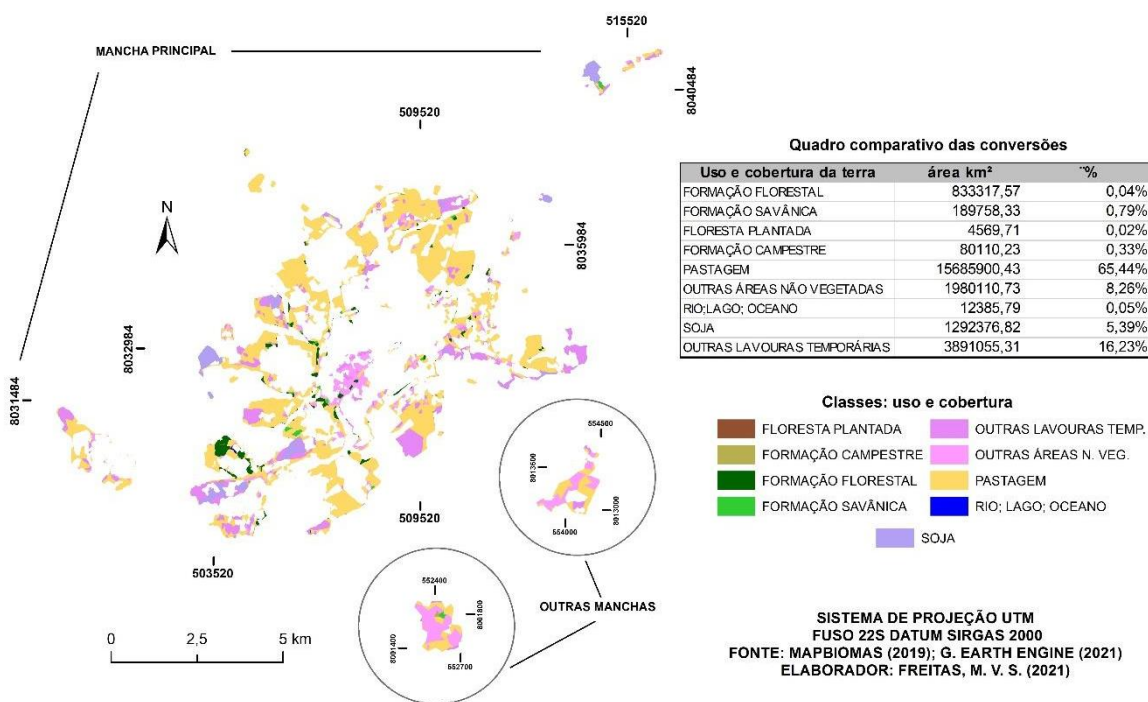 515520
MANCHA PRINCIPAL
8040484
509520
Quadro comparativo das conversões
Uso e cobertura da terra área km² ¨%
FORMAÇÃO FLORESTAL 833317,57 0,04%
FORMAÇÃO SAVÂNICA 189758,33 0,79%
FLORESTA PLANTADA 4569,71 0,02%
FORMAÇÃO CAMPESTRE 80110,23 0,33%
PASTAGEM 15685900,43 65,44%
OUTRAS ÁREAS NÃO VEGETADAS 1980110,73 8,26%
RIO;LAGO; OCEANO 12385,79 0,05%
SOJA 1292376,82 5,39%
OUTRAS LAVOURAS TEMPORÁRIAS 3891055,31 16,23%
N
8035984
8032984
8031484
Classes: uso e cobertura
FLORESTA PLANTADA OUTRAS LAVOURAS TEMP.
FORMAÇÃO CAMPESTRE OUTRAS ÁREAS N. VEG.
FORMAÇÃO FLORESTAL PASTAGEM
FORMAÇÃO SAVÂNICA RIO; LAGO; OCEANO
SOJA
554500
8013600
8013000
554000
509520
503520
552400
8061800
8091400
552700
OUTRAS MANCHAS
0 2,5 5 km
SISTEMA DE PROJEÇÃO UTM
FUSO 22S DATUM SIRGAS 2000
FONTE: MAPBIOMAS (2019); G. EARTH ENGINE (2021)
ELABORADOR: FREITAS, M. V. S. (2021)